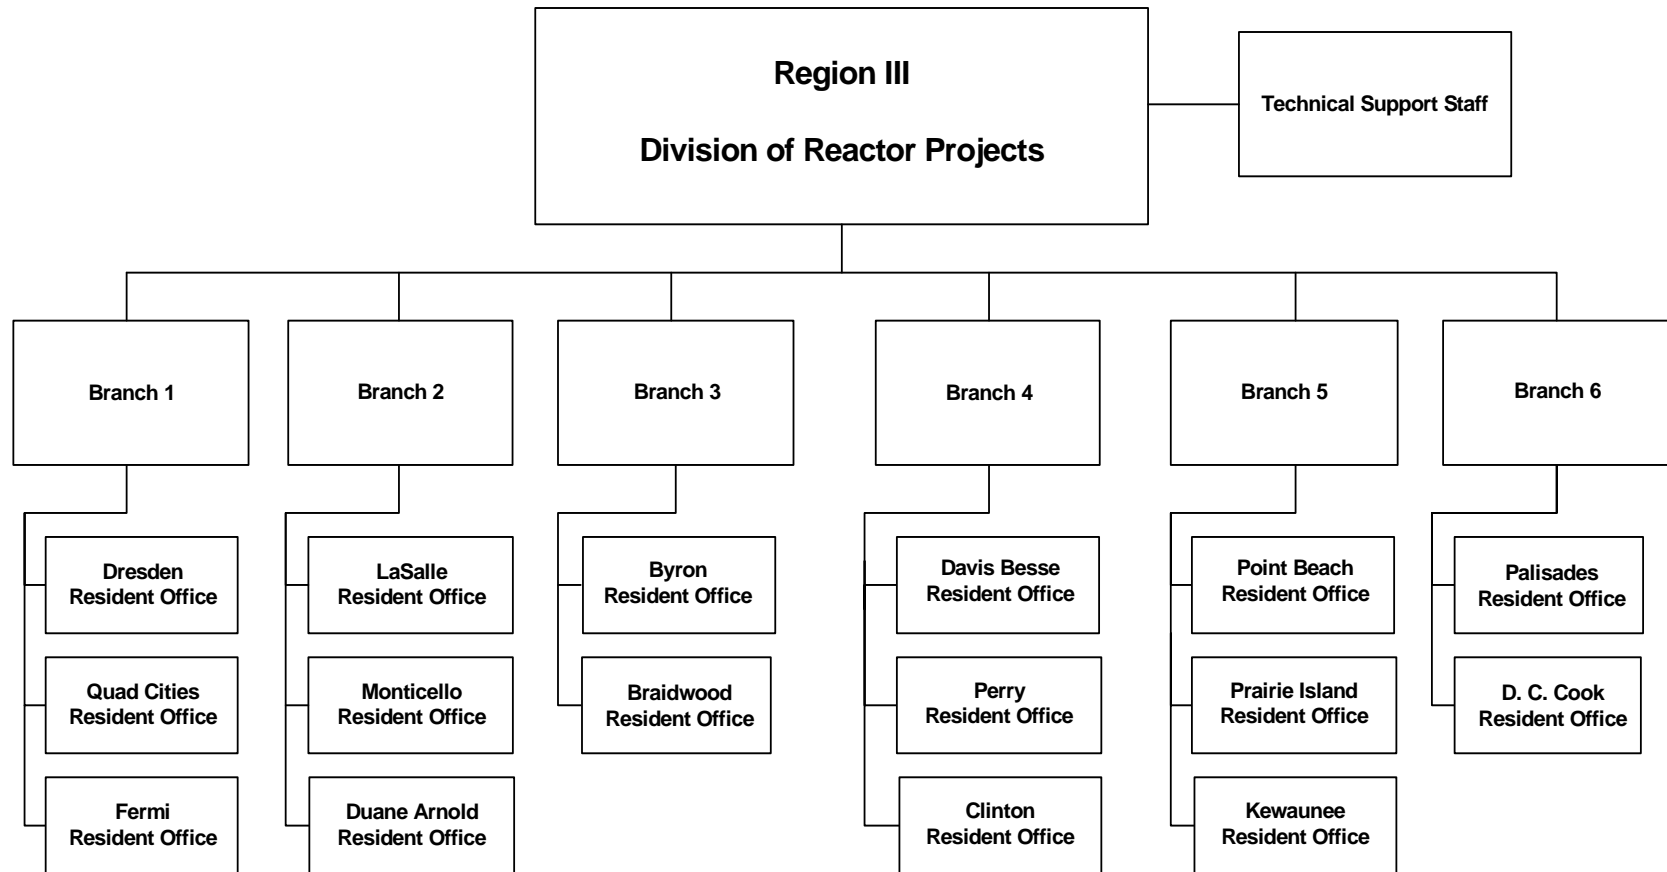 Region III
Division of Reactor Projects
Technical Support Staff
Branch 1
Branch 2
Branch 3
Branch 4
Branch 5
Branch 6
Dresden
Resident Office
Quad Cities
Resident Office
Fermi
Resident Office
LaSalle
Resident Office
Monticello
Resident Office
Duane Arnold
Resident Office
Byron
Resident Office
Braidwood
Resident Office
Davis Besse
Resident Office
Perry
Resident Office
Clinton
Resident Office
Point Beach
Resident Office
Prairie Island
Resident Office
Kewaunee
Resident Office
Palisades
Resident Office
D. C. Cook
Resident Office